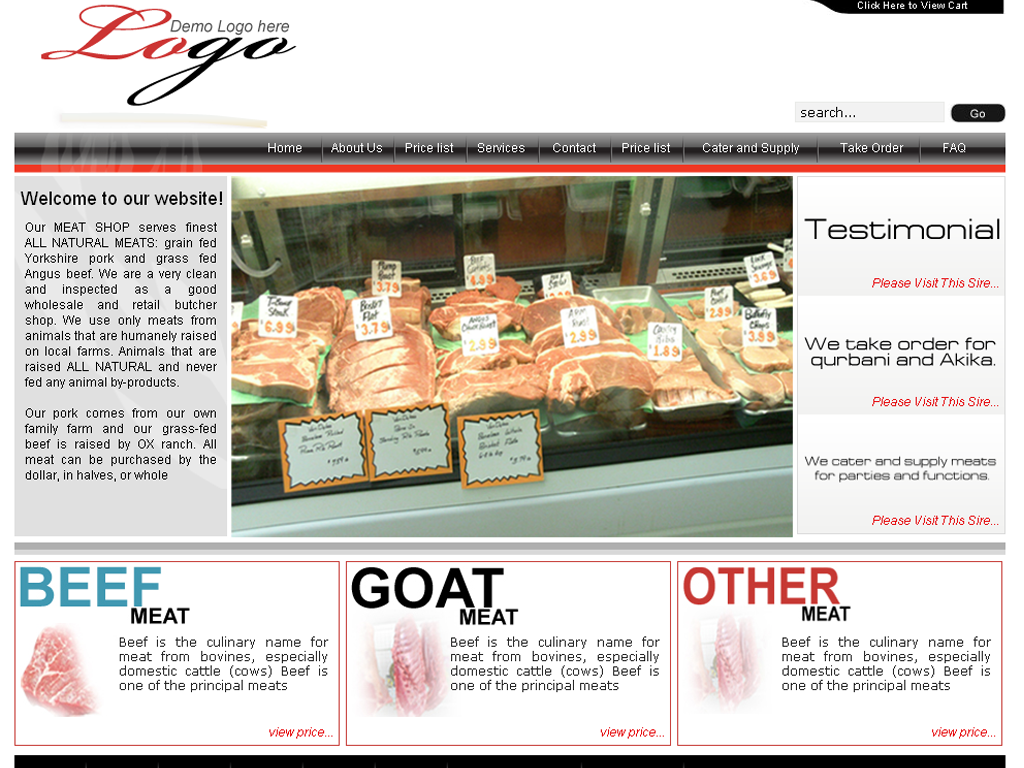 Click Here to View Cart
Demo Logo here
Logo
search...
Go
Home
About Us
Price list
Services
Contact
Price list
Cater and Supply
Take Order
FAQ
Welcome to our website!
Our MEAT SHOP serves finest
ALL NATURAL MEATS: grain fed
Yorkshire pork and grass fed
Angus beef. We are a very clean
and inspected as a good
wholesale and retail butcher
shop. We use only meats from
animals that are humanely raised
on local farms. Animals that are
raised ALL NATURAL and never
fed any animal by-products.
Our pork comes from our own
family farm and our grass-fed
beef is raised by OX ranch. All
meat can be purchased by the
dollar, in halves, or whole
T-Bone
Steak
6.99
3.79
3.79
4.99
2.99
2.99
1.89
2.99
3.99
3.69
Testimonial
Please Visit This Sire...
We take order for
qurbani and Akika.
Please Visit This Sire...
We cater and supply meats
for parties and functions.
Please Visit This Sire...
BEEF
MEAT
Beef is the culinary name for
meat from bovines, especially
domestic cattle (cows) Beef is
one of the principal meats
view price...
GOAT
MEAT
Beef is the culinary name for
meat from bovines, especially
domestic cattle (cows) Beef is
one of the principal meats
view price...
OTHER
MEAT
Beef is the culinary name for
meat from bovines, especially
domestic cattle (cows) Beef is
one of the principal meats
view price...